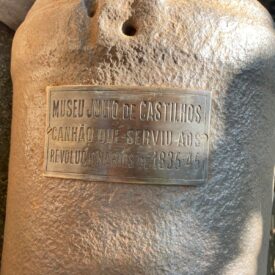 MUSEU JULIO DE CASTILHOS
CANHÃO QUE SERVIU AOS
REVOLUCIONARIOS DE 1835-45